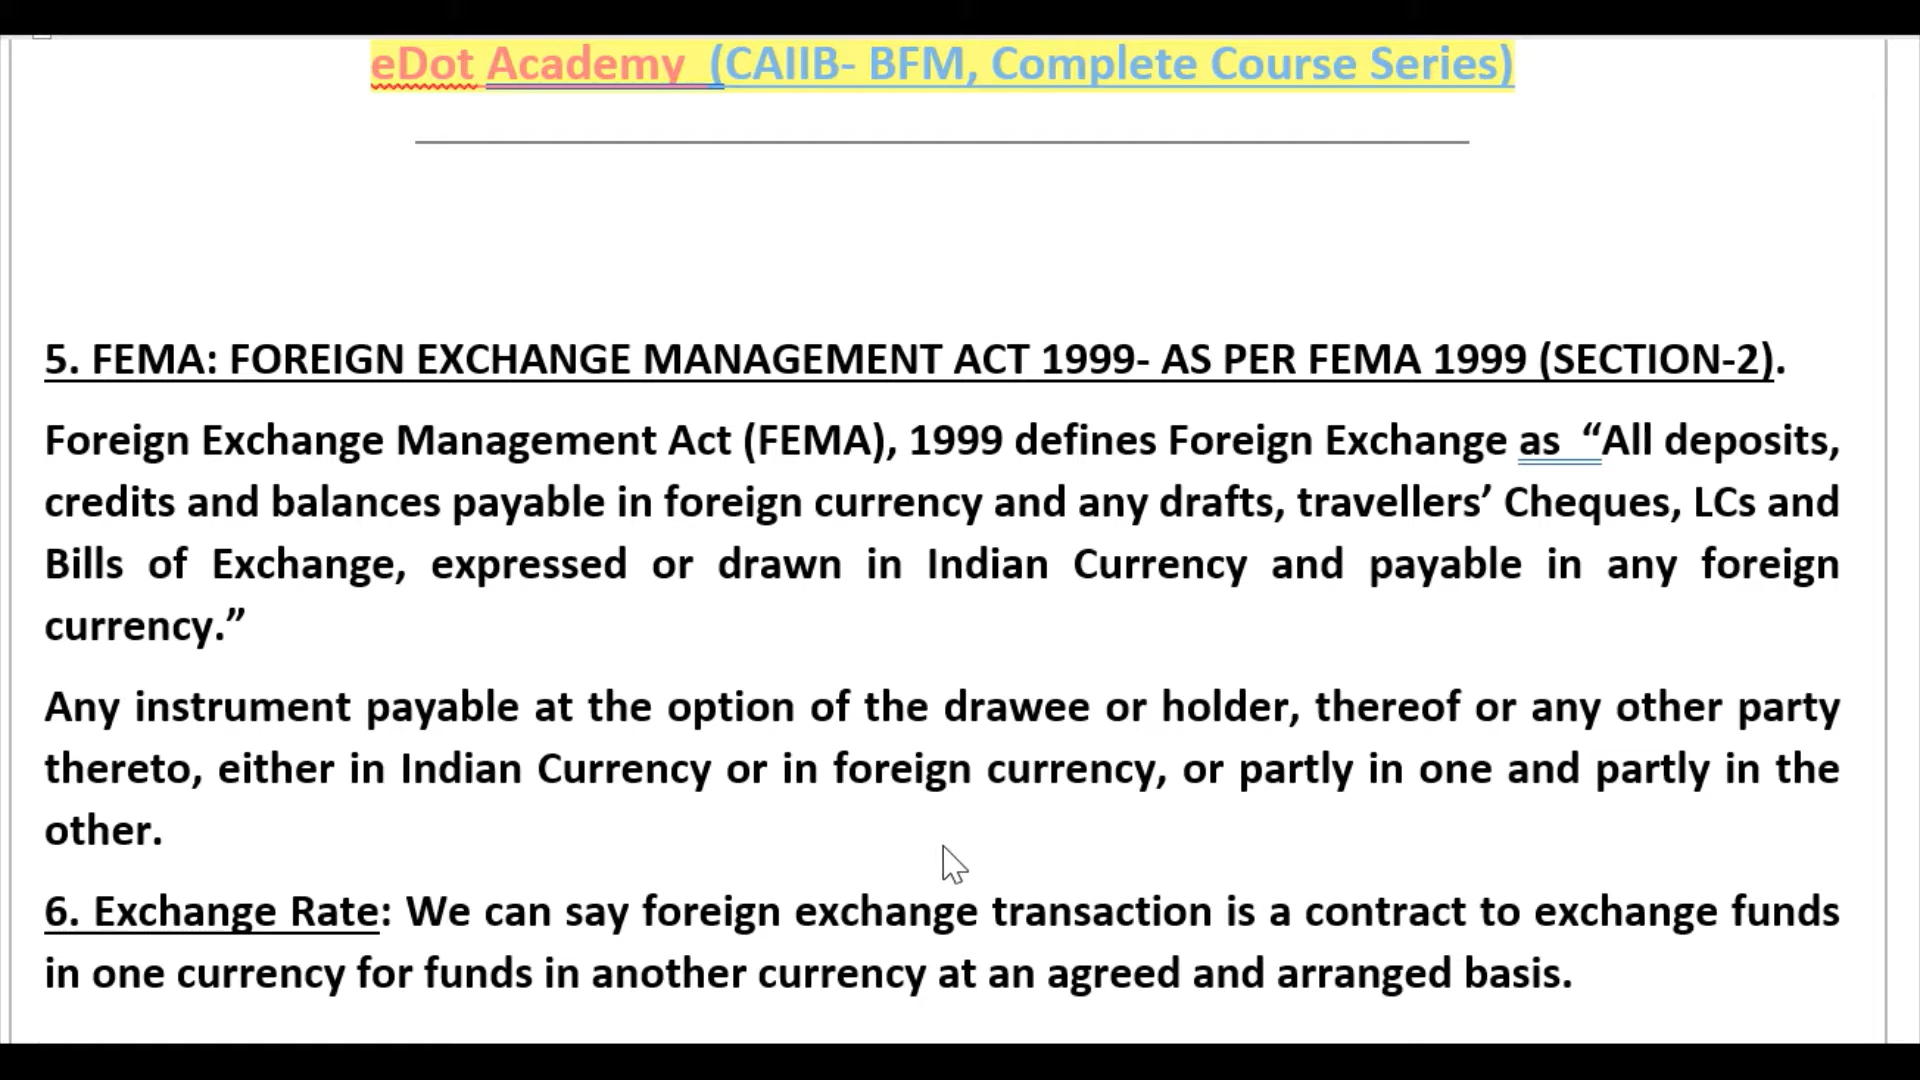 eDot Academy (CAIIB- BFM, Complete Course Series)
5. FEMA: FOREIGN EXCHANGE MANAGEMENT ACT 1999- AS PER FEMA 1999 (SECTION-2).
Foreign Exchange Management Act (FEMA), 1999 defines Foreign Exchange as “All deposits,
credits and balances payable in foreign currency and any drafts, travellers’ Cheques, LCs and
Bills of Exchange, expressed or drawn in Indian Currency and payable in any foreign
currency.”
Any instrument payable at the option of the drawee or holder, thereof or any other party
thereto, either in Indian Currency or in foreign currency, or partly in one and partly in the
other.
6. Exchange Rate: We can say foreign exchange transaction is a contract to exchange funds
in one currency for funds in another currency at an agreed and arranged basis.